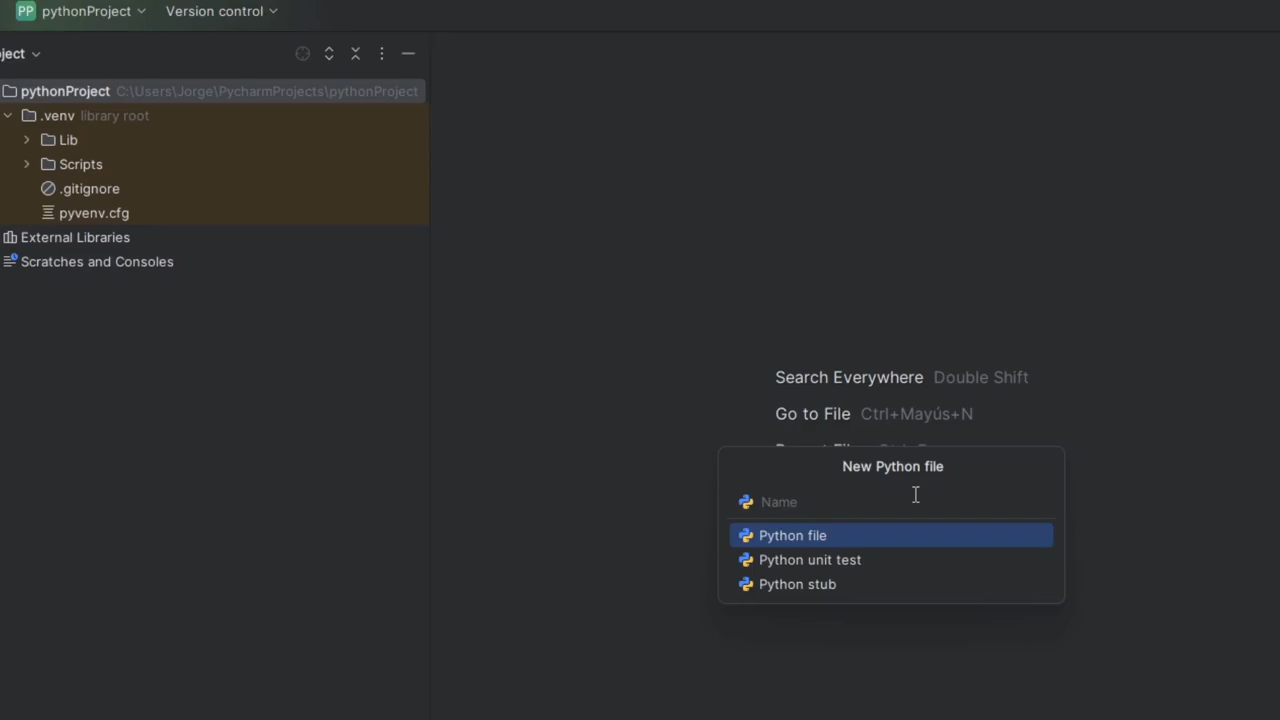 PP pythonProject Version control
ject
pythonProject C:\Users\Jorge\PycharmProjects\pythonProject
.venv library root
Lib
Scripts
.gitignore
pyvenv.cfg
External Libraries
Scratches and Consoles
Search Everywhere Double Shift
Go to File Ctrl+Mayús+N
New Python file
Name
Python file
Python unit test
Python stub